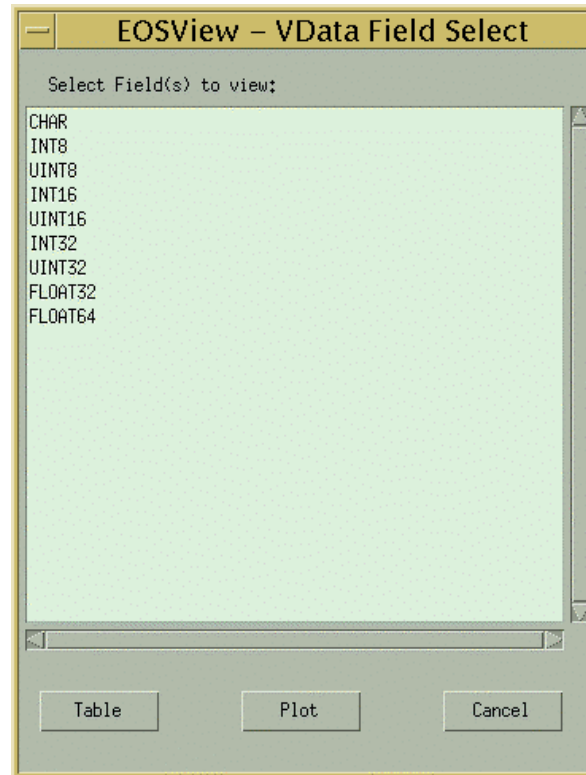 EOSView – VData Field Select
Select Field(s) to view:
CHAR
INT8
UINT8
INT16
UINT16
INT32
UINT32
FLOAT32
FLOAT64
Table Plot Cancel